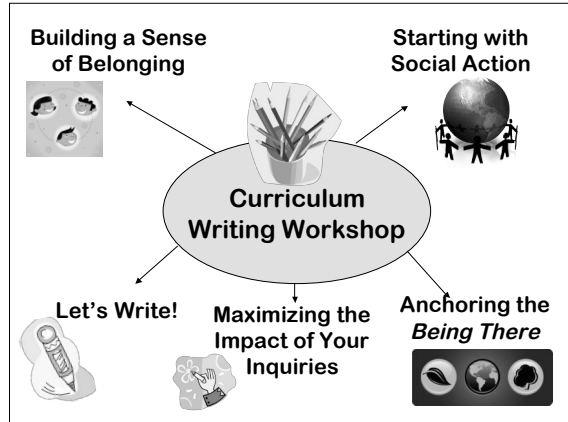 Building a Sense
of Belonging
Starting with
Social Action
Curriculum
Writing Workshop
Let's Write!
Maximizing the
Impact of Your
Inquiries
Anchoring the
Being There